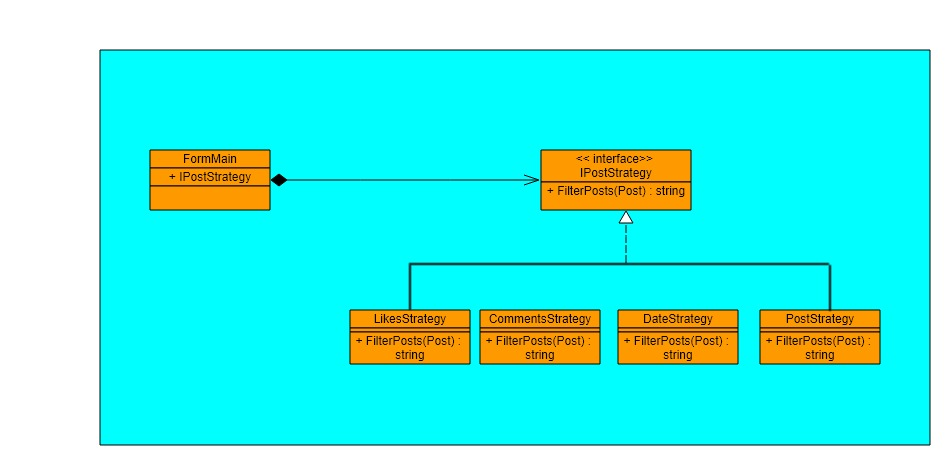 FormMain
+ IPostStrategy
<< interface>>
IPostStrategy
+ FilterPosts(Post) : string
LikesStrategy
+ FilterPosts(Post) :
string
CommentsStrategy
+ FilterPosts(Post) :
string
DateStrategy
+ FilterPosts(Post) :
string
PostStrategy
+ FilterPosts(Post) :
string